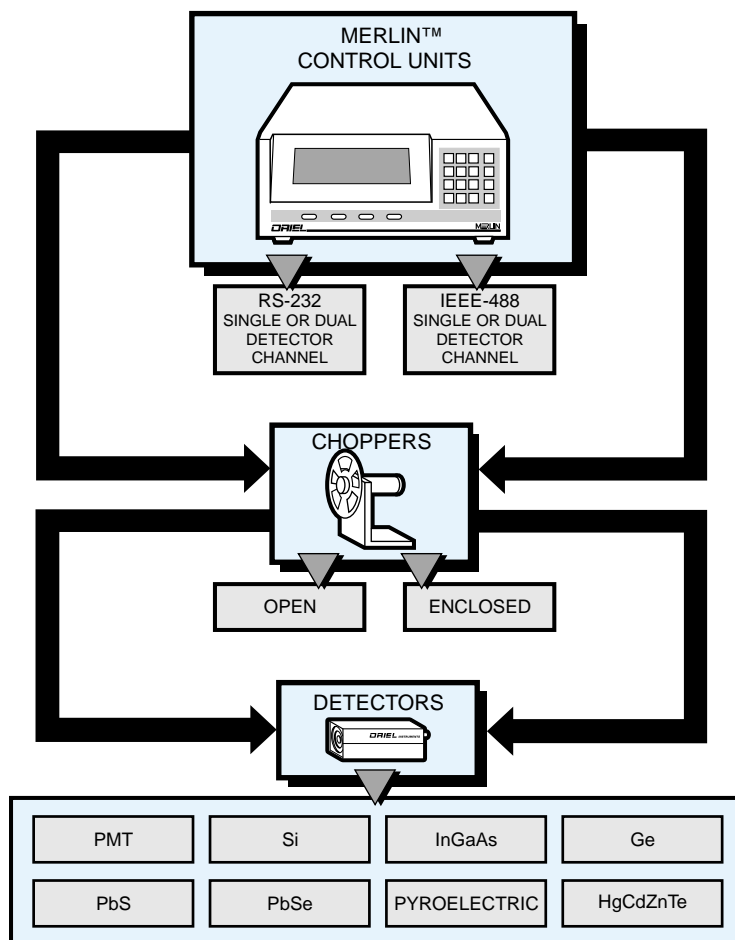 MERLIN™
CONTROL UNITS
ORIEL
MERLIN
RS-232
SINGLE OR DUAL
DETECTOR
CHANNEL
IEEE-488
SINGLE OR DUAL
DETECTOR
CHANNEL
CHOPPERS
OPEN
ENCLOSED
DETECTORS
ORIEL INSTRUMENTS
PMT
Si
InGaAs
Ge
PbS
PbSe
PYROELECTRIC
HgCdZnTe